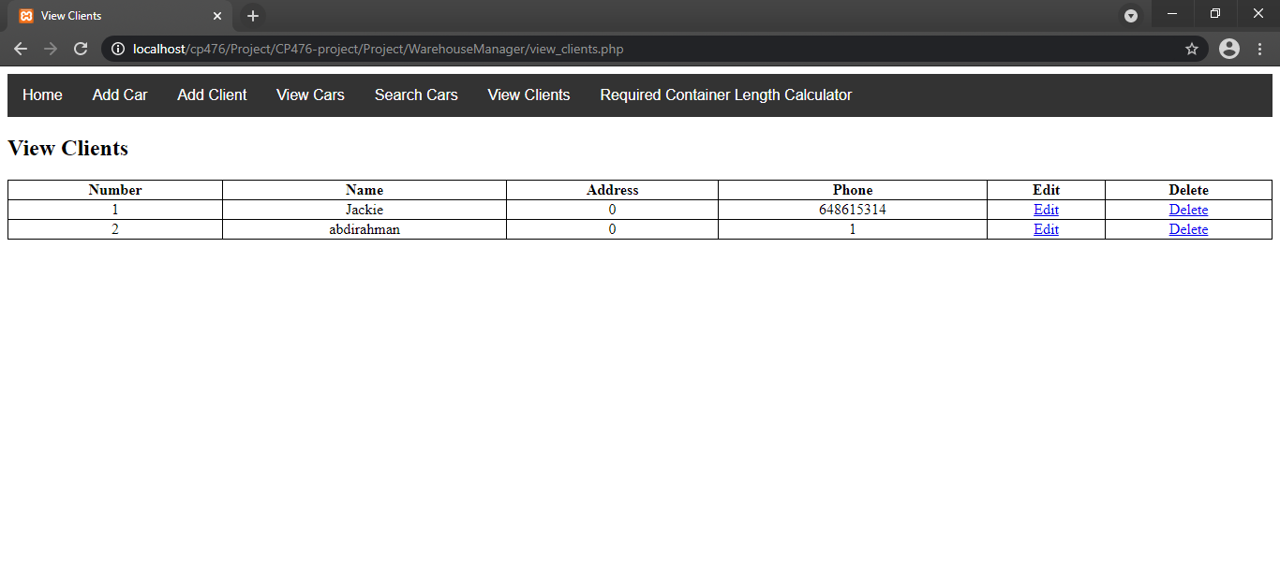 View Clients
localhost/cp476/Project/CP476-project/Project/WarehouseManager/view_clients.php
Home Add Car Add Client View Cars Search Cars View Clients Required Container Length Calculator
View Clients
Number Name Address Phone Edit Delete
1 Jackie 0 648615314 Edit Delete
2 abdirahman 0 1 Edit Delete